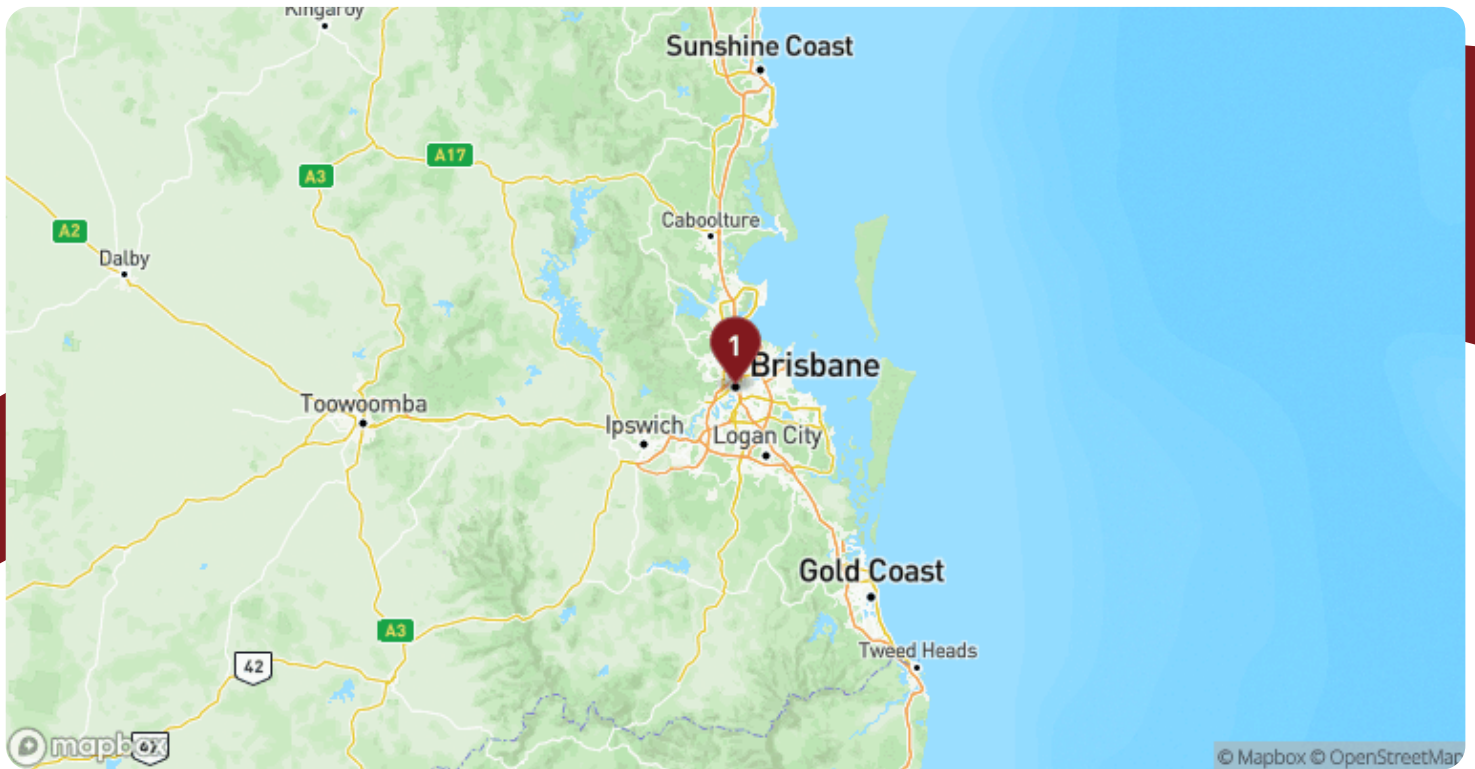 Kingaroy
Sunshine Coast
A17
A3
Caboolture
A2
Dalby
1
Brisbane
Toowoomba
Ipswich
Logan City
Gold Coast
A3
Tweed Heads
42
mapbox
© Mapbox © OpenStreetMap